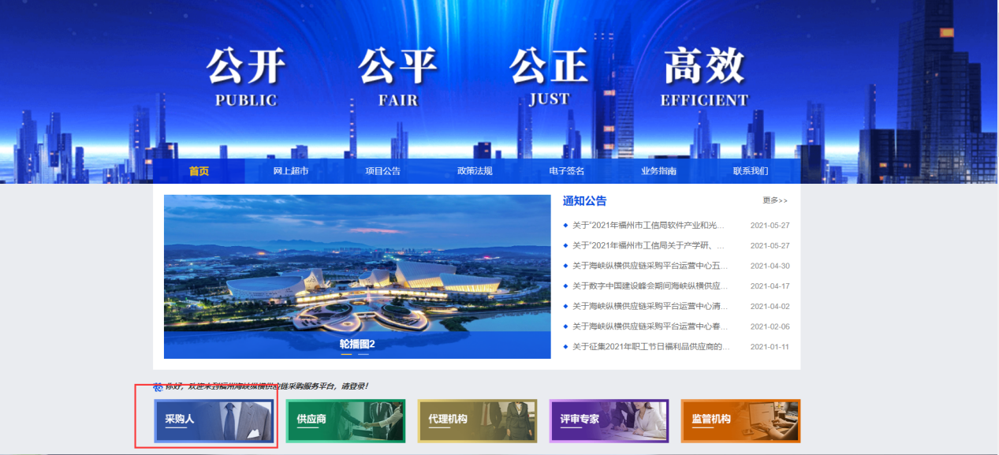 公开 公平 公正 高效
PUBLIC FAIR JUST EFFICIENT
首页 网上超市 项目公告 政策法规 电子签名 业务指南 联系我们
通知公告 更多>>
关于"2021年福州市工信局软件产业和光... 2021-05-27
关于"2021年福州市工信局关于产学研、... 2021-05-27
关于海峡纵横供应链采购平台运营中心五... 2021-04-30
关于数字中国建设峰会期间海峡纵横供应... 2021-04-17
关于海峡纵横供应链采购平台运营中心清... 2021-04-02
关于海峡纵横供应链采购平台运营中心春... 2021-02-06
关于征集2021年职工节日福利品供应商的... 2021-01-11
轮播图2
你好，欢迎来到福州海峡纵横供应链采购服务平台，请登录！
采购人 供应商 代理机构 评审专家 监管机构